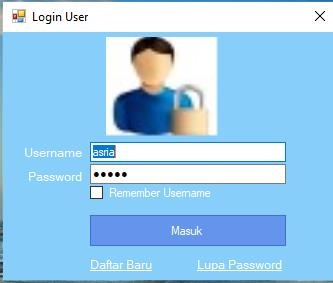 Login User
Username asria
Password •••••
Remember Username
Masuk
Daftar Baru Lupa Password